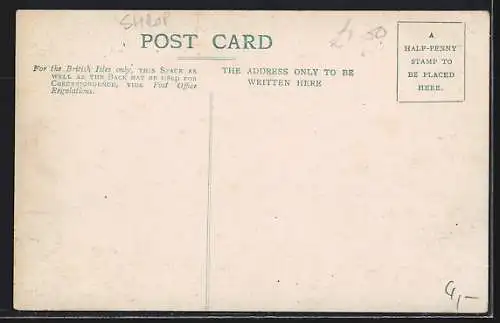 SHROP
POST CARD
£1.50
For the British Isles only, THIS SPACE AS
WELL AS THE BACK MAY BE USED FOR
CORRESPONDENCE, VIDE Post Office
Regulations.
THE ADDRESS ONLY TO BE
WRITTEN HERE
A
HALF-PENNY
STAMP TO
BE PLACED
HERE.
4,-